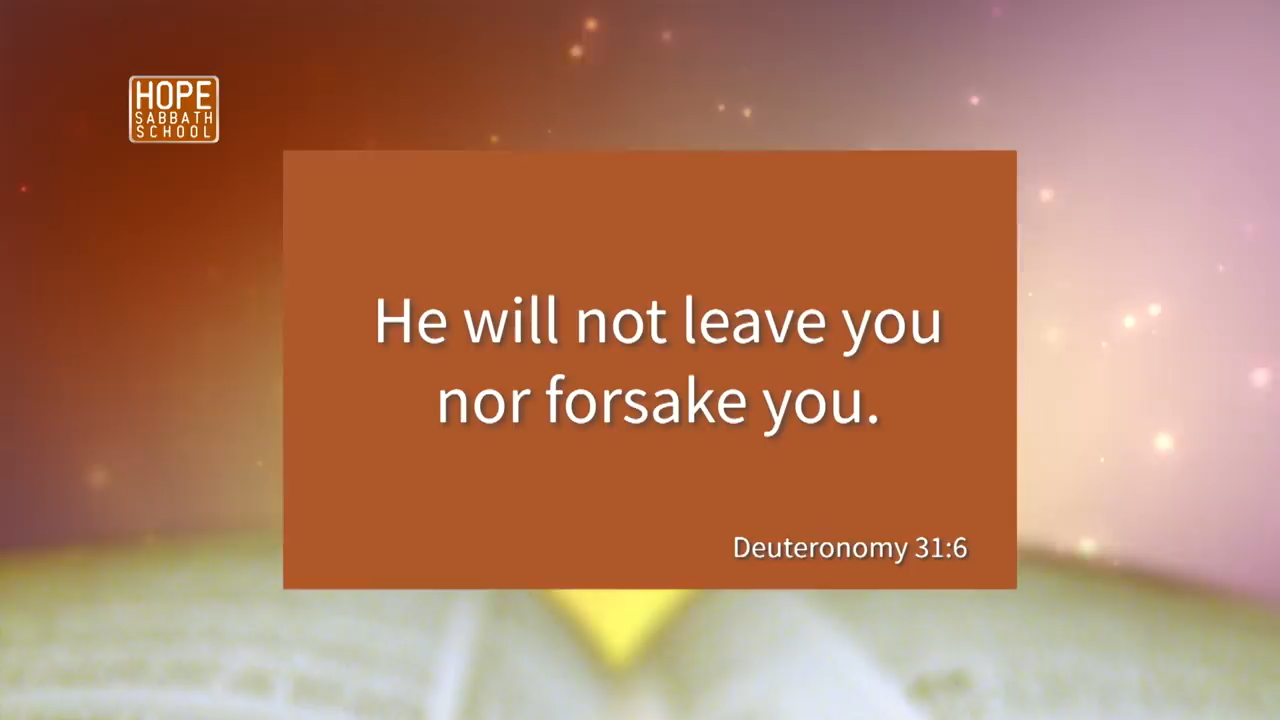 HOPE
SABBATH
SCHOOL
He will not leave you
nor forsake you.
Deuteronomy 31:6